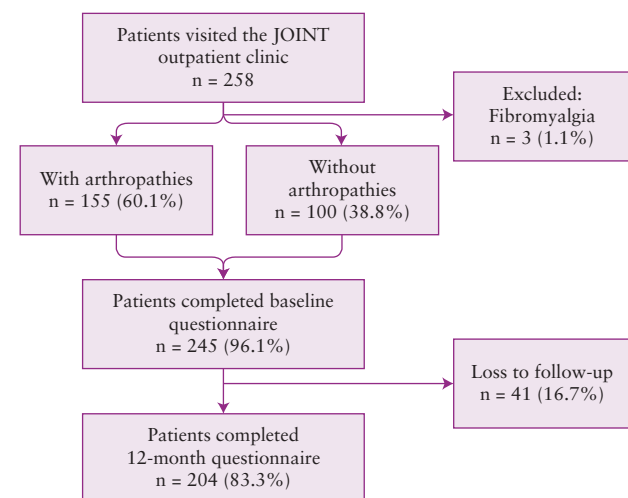 Patients visited the JOINT
outpatient clinic
n = 258
Excluded:
Fibromyalgia
n = 3 (1.1%)
With arthropathies
n = 155 (60.1%)
Without
arthropathies
n = 100 (38.8%)
Patients completed baseline
questionnaire
n = 245 (96.1%)
Loss to follow-up
n = 41 (16.7%)
Patients completed
12-month questionnaire
n = 204 (83.3%)